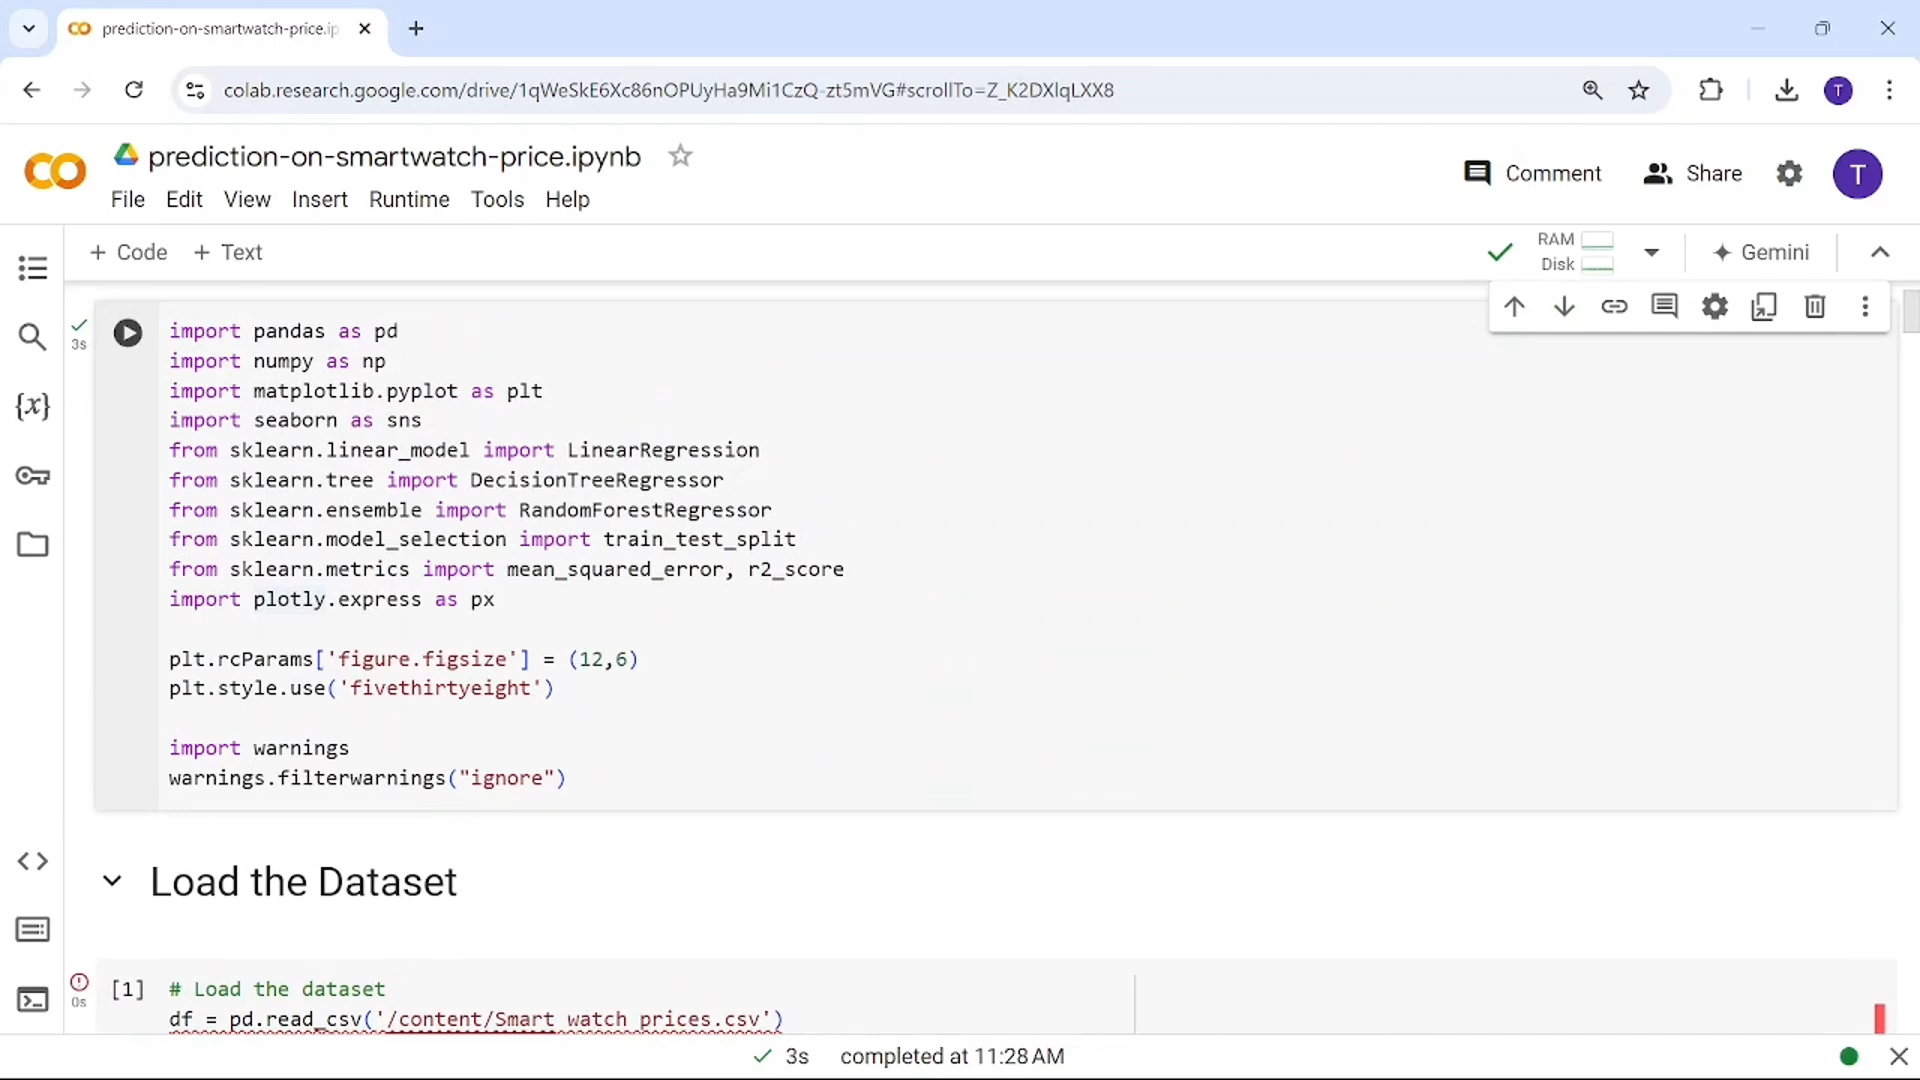 prediction-on-smartwatch-price.ip
colab.research.google.com/drive/1qWeSkE6Xc86nOPUyHa9Mi1CzQ-zt5mVG#scrollTo=Z_K2DXlqLXX8
T
prediction-on-smartwatch-price.ipynb
Comment Share T
File Edit View Insert Runtime Tools Help
+ Code + Text
RAM
Disk
Gemini
3s
import pandas as pd
import numpy as np
import matplotlib.pyplot as plt
import seaborn as sns
from sklearn.linear_model import LinearRegression
from sklearn.tree import DecisionTreeRegressor
from sklearn.ensemble import RandomForestRegressor
from sklearn.model_selection import train_test_split
from sklearn.metrics import mean_squared_error, r2_score
import plotly.express as px
plt.rcParams['figure.figsize'] = (12,6)
plt.style.use('fivethirtyeight')
import warnings
warnings.filterwarnings("ignore")
Load the Dataset
0s
[1] # Load the dataset
df = pd.read_csv('/content/Smart watch prices.csv')
3s completed at 11:28 AM